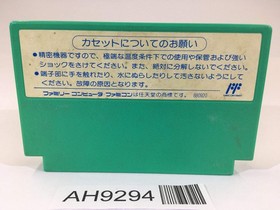 カセットについてのお願い
●精密機器ですので、極端な温度条件下での使用や保管および強い
ショックをさけてください。また、絶対に分解しないでください。
●端子部に手を触れたり、水にぬらしたりして汚さないようにして
ください。故障の原因となります。
ファミリーコンピュータ ファミコンは任天堂の商標です。
FF
AH9294